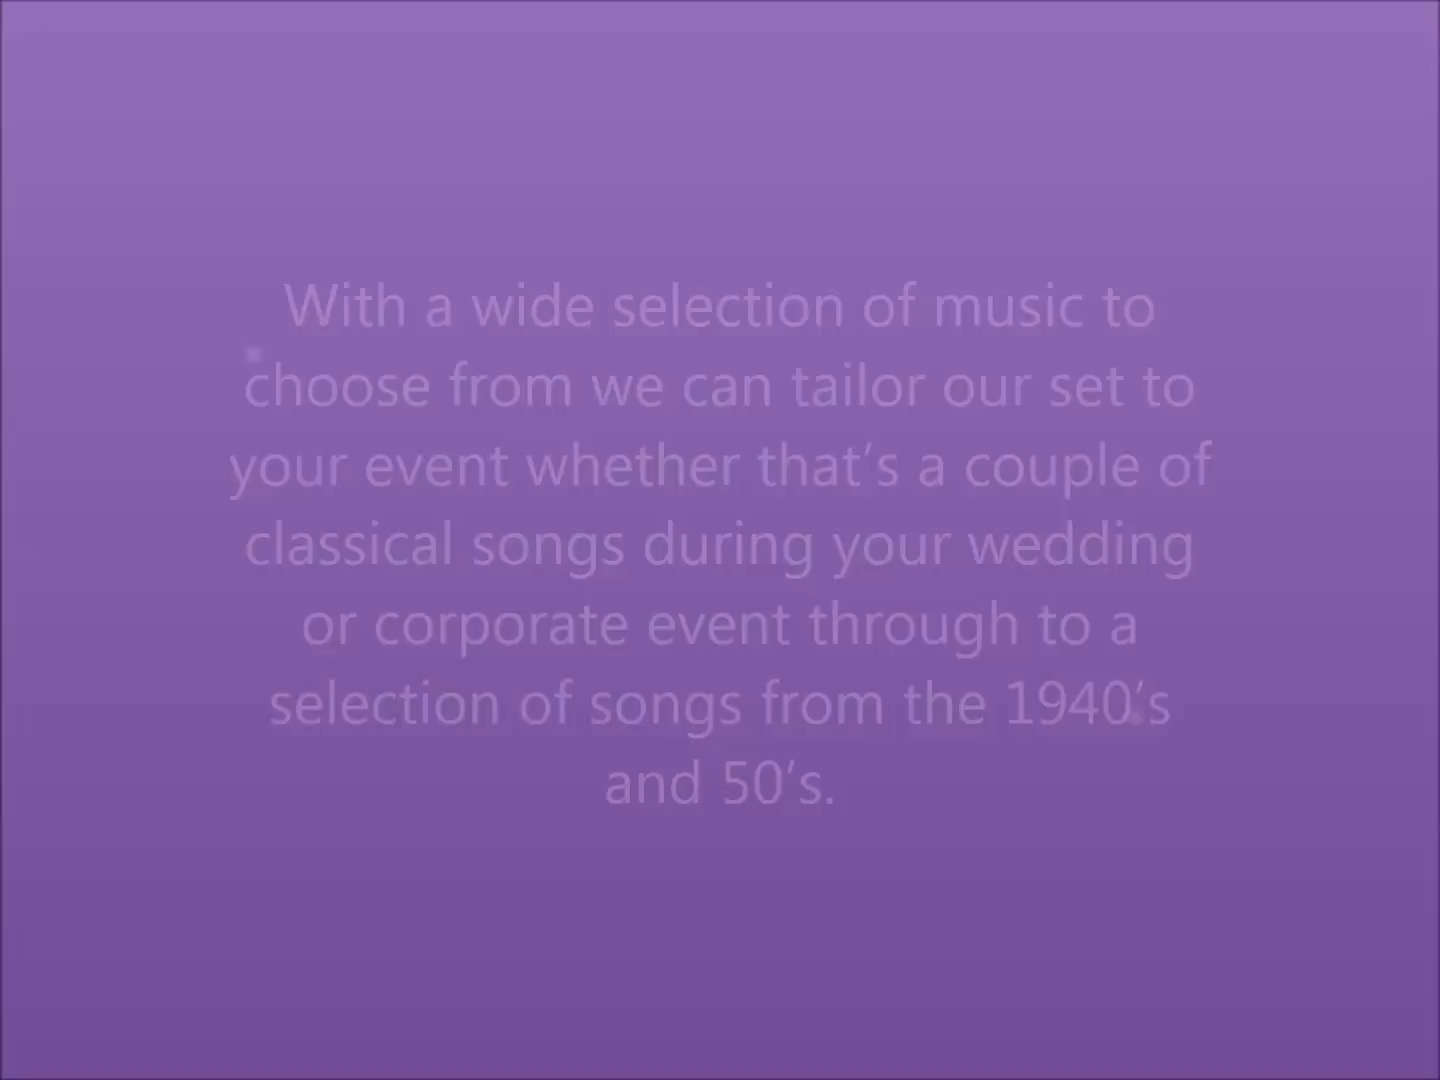 With a wide selection of music to
choose from we can tailor our set to
your event whether that’s a couple of
classical songs during your wedding
or corporate event through to a
selection of songs from the 1940’s
and 50’s.